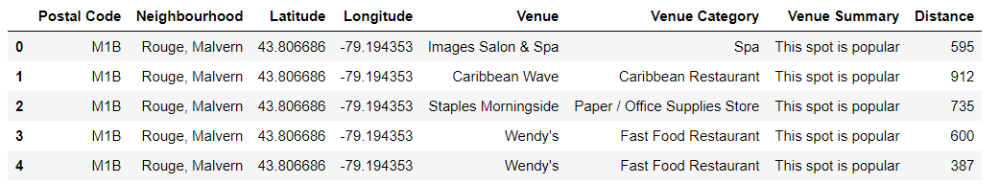 Postal Code Neighbourhood Latitude Longitude Venue Venue Category Venue Summary Distance
0 M1B Rouge, Malvern 43.806686 -79.194353 Images Salon & Spa Spa This spot is popular 595
1 M1B Rouge, Malvern 43.806686 -79.194353 Caribbean Wave Caribbean Restaurant This spot is popular 912
2 M1B Rouge, Malvern 43.806686 -79.194353 Staples Morningside Paper / Office Supplies Store This spot is popular 735
3 M1B Rouge, Malvern 43.806686 -79.194353 Wendy's Fast Food Restaurant This spot is popular 600
4 M1B Rouge, Malvern 43.806686 -79.194353 Wendy's Fast Food Restaurant This spot is popular 387